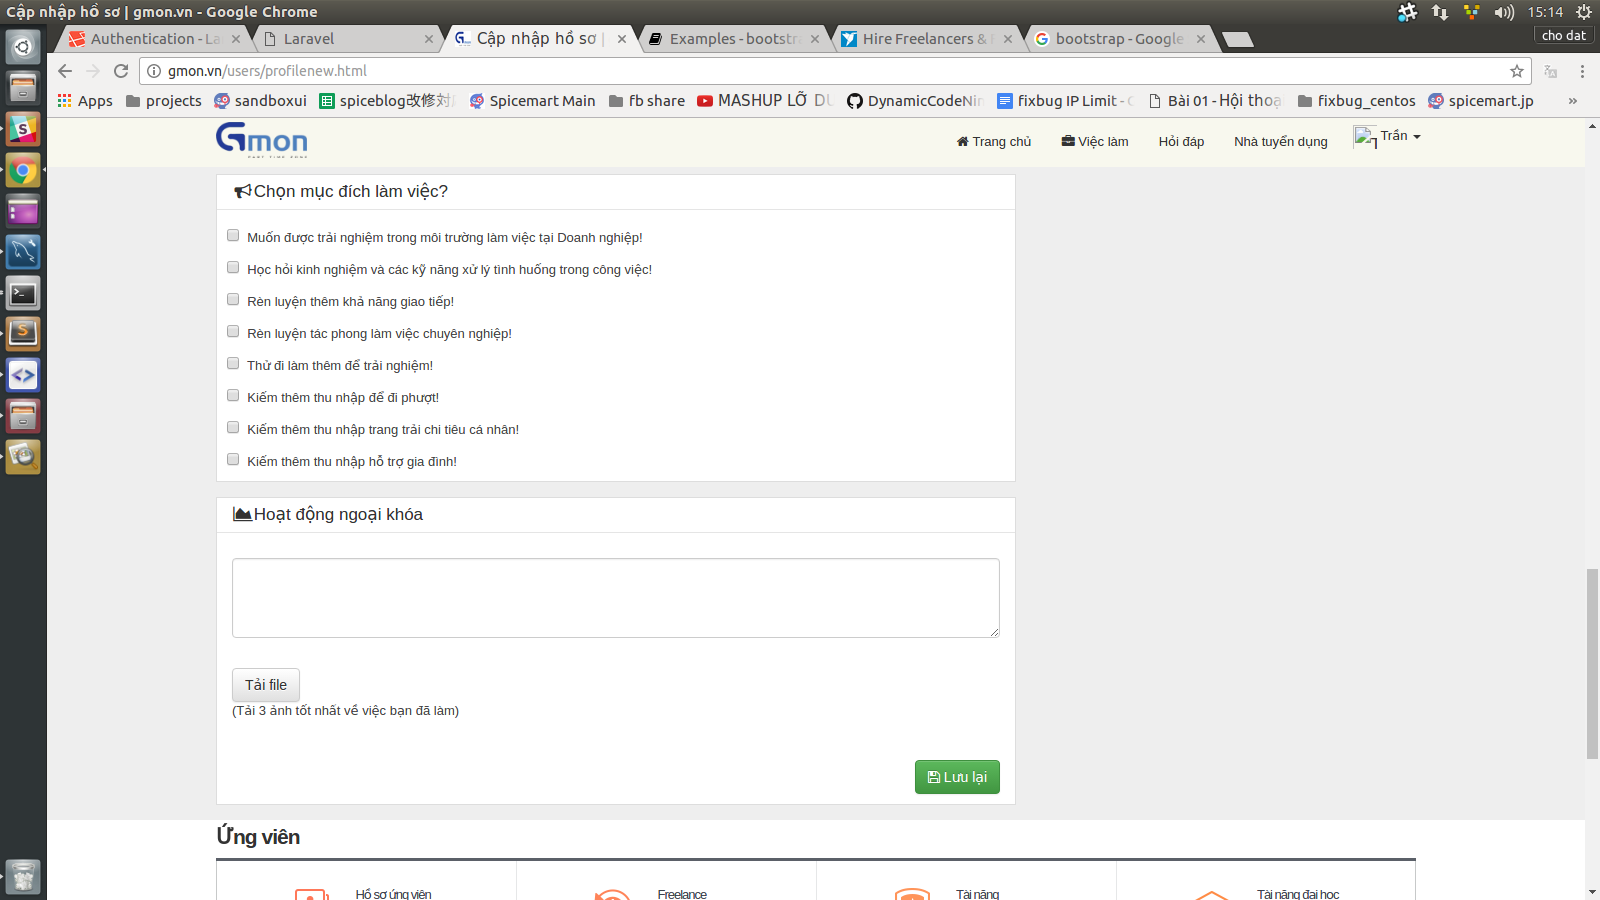 Cập nhập hồ sơ | gmon.vn - Google Chrome
15:14
cho dat
Authentication - La
Laravel
Cập nhập hồ sơ |
Examples - bootstr
Hire Freelancers &
bootstrap - Google
gmon.vn/users/profilenew.html
Apps
projects
sandboxui
spiceblog改修対
Spicemart Main
fb share
MASHUP LỠ DU
DynamicCodeNin
fixbug IP Limit -
Bài 01 - Hội thoạ
fixbug_centos
spicemart.jp
»
Gmon
PART TIME ZONE
Trang chủ
Việc làm
Hỏi đáp
Nhà tuyển dụng
Trần
Chọn mục đích làm việc?
Muốn được trải nghiệm trong môi trường làm việc tại Doanh nghiệp!
Học hỏi kinh nghiệm và các kỹ năng xử lý tình huống trong công việc!
Rèn luyện thêm khả năng giao tiếp!
Rèn luyện tác phong làm việc chuyên nghiệp!
Thử đi làm thêm để trải nghiệm!
Kiếm thêm thu nhập để đi phượt!
Kiếm thêm thu nhập trang trải chi tiêu cá nhân!
Kiếm thêm thu nhập hỗ trợ gia đình!
Hoạt động ngoại khóa
Tải file
(Tải 3 ảnh tốt nhất về việc bạn đã làm)
Lưu lại
Ứng viên
Hồ sơ ứng viên
Freelance
Tài năng
Tài năng đại học